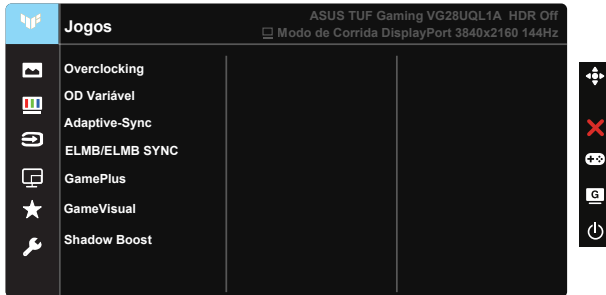 Jogos
ASUS TUF Gaming VG28UQL1A HDR Off
Modo de Corrida DisplayPort 3840x2160 144Hz
Overclocking
OD Variável
Adaptive-Sync
ELMB/ELMB SYNC
GamePlus
GameVisual
Shadow Boost
G